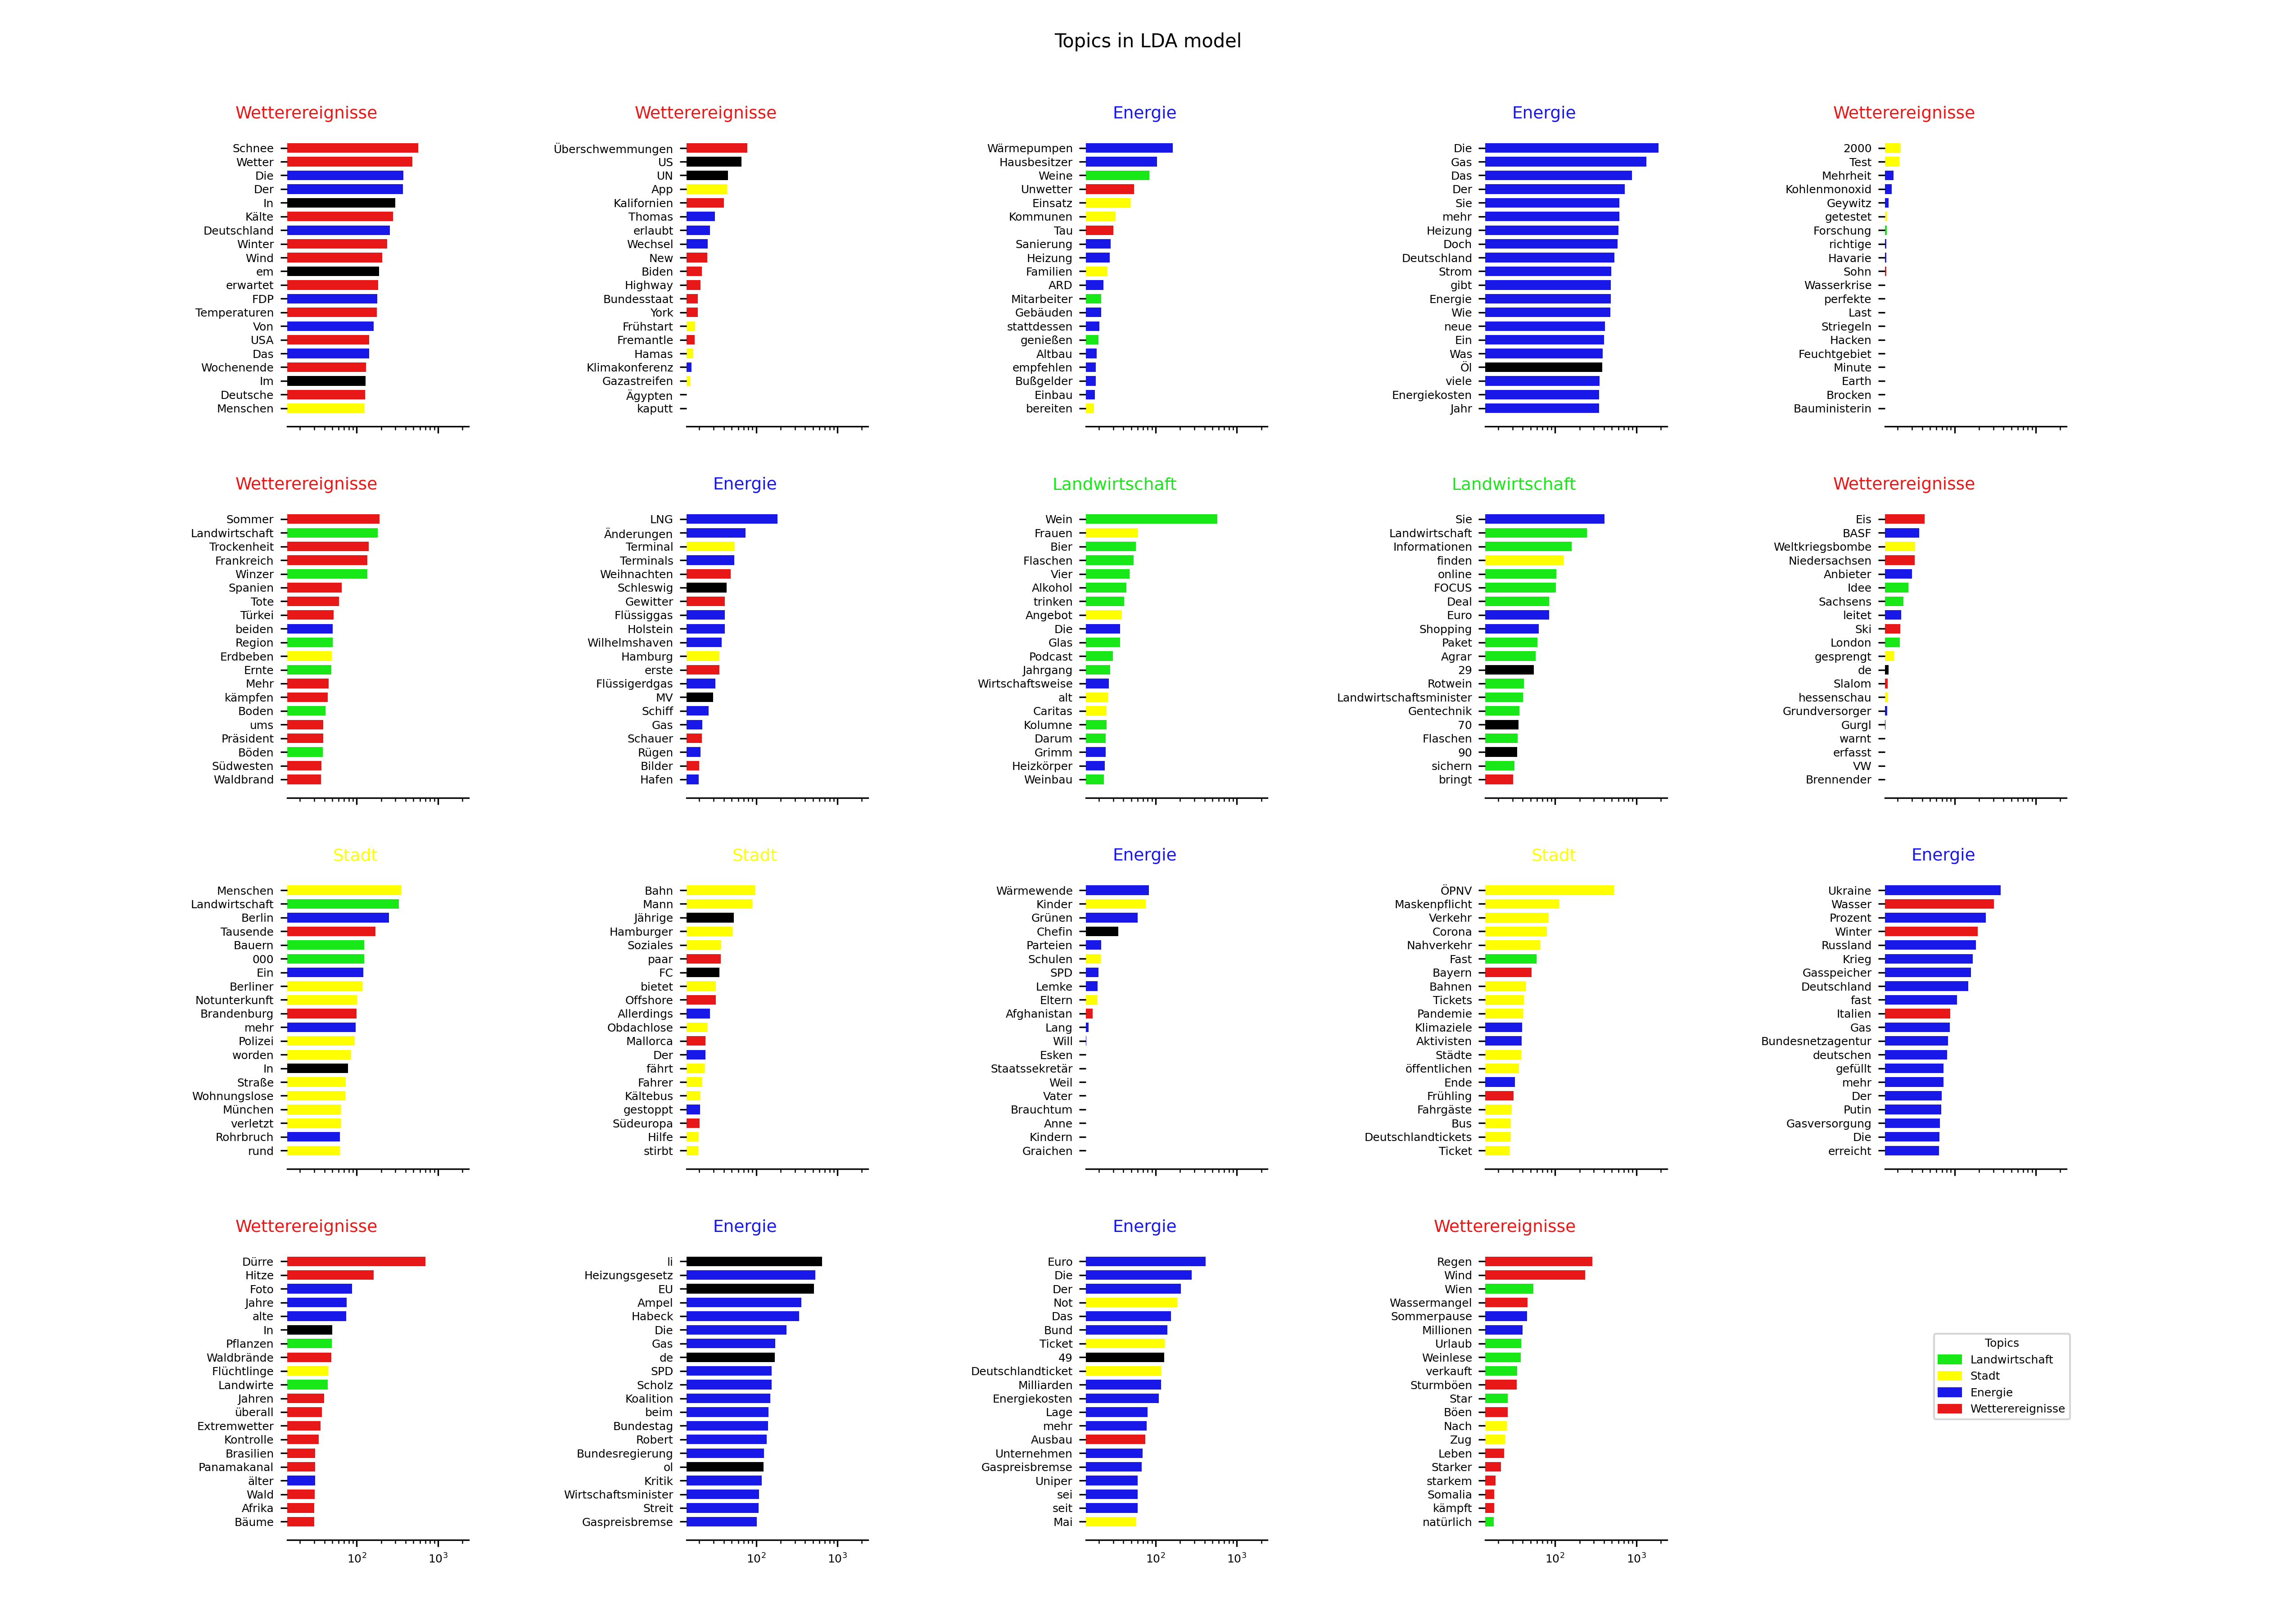 Topics in LDA model
Wetterereignisse
Schnee
Wetter
Die
Der
In
Kälte
Deutschland
Winter
Wind
em
erwartet
FDP
Temperaturen
Von
USA
Das
Wochenende
Im
Deutsche
Menschen
Wetterereignisse
Überschwemmungen
US
UN
App
Kalifornien
Thomas
erlaubt
Wechsel
New
Biden
Highway
Bundesstaat
York
Frühstart
Fremantle
Hamas
Klimakonferenz
Gazastreifen
Ägypten
kaputt
Energie
Wärmepumpen
Hausbesitzer
Weine
Unwetter
Einsatz
Kommunen
Tau
Sanierung
Heizung
Familien
ARD
Mitarbeiter
Gebäuden
stattdessen
genießen
Altbau
empfehlen
Bußgelder
Einbau
bereiten
Energie
Die
Gas
Das
Der
Sie
mehr
Heizung
Doch
Deutschland
Strom
gibt
Energie
Wie
neue
Ein
Was
Öl
viele
Energiekosten
Jahr
Wetterereignisse
2000
Test
Mehrheit
Kohlenmonoxid
Geywitz
getestet
Forschung
richtige
Havarie
Sohn
Wasserkrise
perfekte
Last
Striegeln
Hacken
Feuchtgebiet
Minute
Earth
Brocken
Bauministerin
Wetterereignisse
Sommer
Landwirtschaft
Trockenheit
Frankreich
Winzer
Spanien
Tote
Türkei
beiden
Region
Erdbeben
Ernte
Mehr
kämpfen
Boden
ums
Präsident
Böden
Südwesten
Waldbrand
Energie
LNG
Änderungen
Terminal
Terminals
Weihnachten
Schleswig
Gewitter
Flüssiggas
Holstein
Wilhelmshaven
Hamburg
erste
Flüssigerdgas
MV
Schiff
Gas
Schauer
Rügen
Bilder
Hafen
Landwirtschaft
Wein
Frauen
Bier
Flaschen
Vier
Alkohol
trinken
Angebot
Die
Glas
Podcast
Jahrgang
Wirtschaftsweise
alt
Caritas
Kolumne
Darum
Grimm
Heizkörper
Weinbau
Landwirtschaft
Sie
Landwirtschaft
Informationen
finden
online
FOCUS
Deal
Euro
Shopping
Paket
Agrar
29
Rotwein
Landwirtschaftsminister
Gentechnik
70
Flaschen
90
sichern
bringt
Wetterereignisse
Eis
BASF
Weltkriegsbombe
Niedersachsen
Anbieter
Idee
Sachsens
leitet
Ski
London
gesprengt
de
Slalom
hessenschau
Grundversorger
Gurgl
warnt
erfasst
VW
Brennender
Stadt
Menschen
Landwirtschaft
Berlin
Tausende
Bauern
000
Ein
Berliner
Notunterkunft
Brandenburg
mehr
Polizei
worden
In
Straße
Wohnungslose
München
verletzt
Rohrbruch
rund
Stadt
Bahn
Mann
Jährige
Hamburger
Soziales
paar
FC
bietet
Offshore
Allerdings
Obdachlose
Mallorca
Der
fährt
Fahrer
Kältebus
gestoppt
Südeuropa
Hilfe
stirbt
Energie
Wärmewende
Kinder
Grünen
Chefin
Parteien
Schulen
SPD
Lemke
Eltern
Afghanistan
Lang
Will
Esken
Staatssekretär
Weil
Vater
Brauchtum
Anne
Kindern
Graichen
Stadt
ÖPNV
Maskenpflicht
Verkehr
Corona
Nahverkehr
Fast
Bayern
Bahnen
Tickets
Pandemie
Klimaziele
Aktivisten
Städte
öffentlichen
Ende
Frühling
Fahrgäste
Bus
Deutschlandtickets
Ticket
Energie
Ukraine
Wasser
Prozent
Winter
Russland
Krieg
Gasspeicher
Deutschland
fast
Italien
Gas
Bundesnetzagentur
deutschen
gefüllt
mehr
Der
Putin
Gasversorgung
Die
erreicht
Wetterereignisse
Dürre
Hitze
Foto
Jahre
alte
In
Pflanzen
Waldbrände
Flüchtlinge
Landwirte
Jahren
überall
Extremwetter
Kontrolle
Brasilien
Panamakanal
älter
Wald
Afrika
Bäume
10²
10³
Energie
li
Heizungsgesetz
EU
Ampel
Habeck
Die
Gas
de
SPD
Scholz
Koalition
beim
Bundestag
Robert
Bundesregierung
ol
Kritik
Wirtschaftsminister
Streit
Gaspreisbremse
10²
10³
Energie
Euro
Die
Der
Not
Das
Bund
Ticket
49
Deutschlandticket
Milliarden
Energiekosten
Lage
mehr
Ausbau
Unternehmen
Gaspreisbremse
Uniper
sei
seit
Mai
10²
10³
Wetterereignisse
Regen
Wind
Wien
Wassermangel
Sommerpause
Millionen
Urlaub
Weinlese
verkauft
Sturmböen
Star
Böen
Nach
Zug
Leben
Starker
starkem
Somalia
kämpft
natürlich
10²
10³
Topics
Landwirtschaft
Stadt
Energie
Wetterereignisse